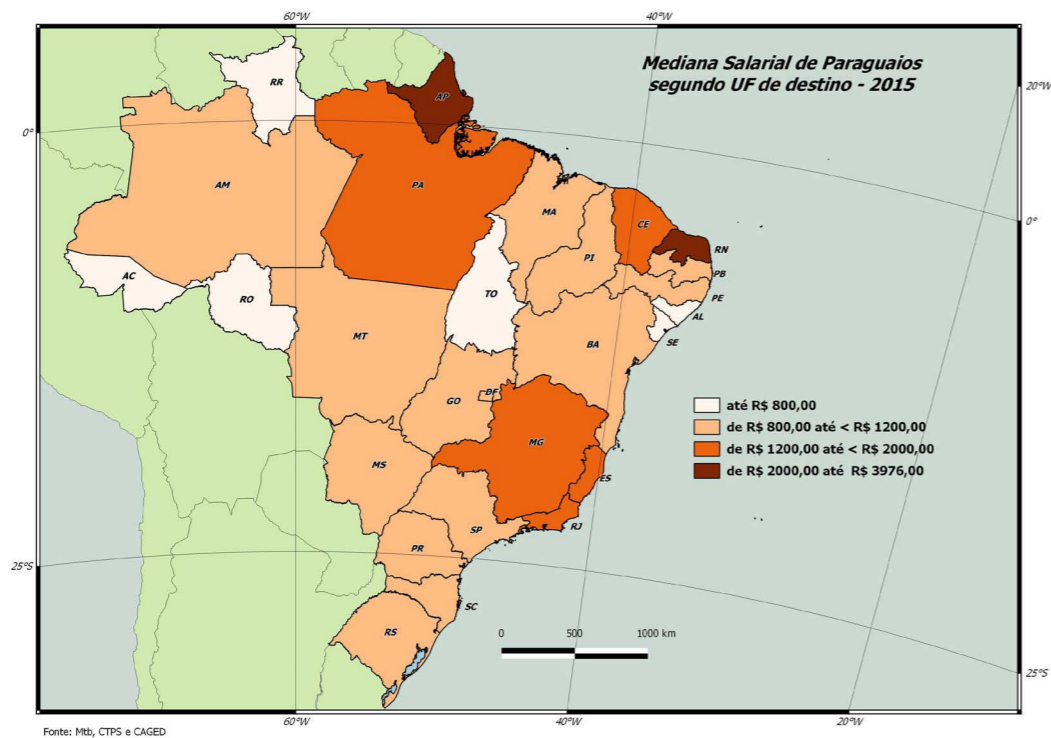 60°W
40°W
Mediana Salarial de Paraguaios
segundo UF de destino - 2015
20°W
RR
AP
0°
AM
PA
MA
CE
0°
RN
PI
PB
AC
TO
PE
RO
AL
MT
BA
SE
DF
GO
até R$ 800,00
de R$ 800,00 até < R$ 1200,00
MG
de R$ 1200,00 até < R$ 2000,00
MS
de R$ 2000,00 até R$ 3976,00
ES
SP
RJ
PR
25°S
SC
RS
0 500 1000 km
25°S
60°W
40°W
20°W
Fonte: Mtb, CTPS e CAGED